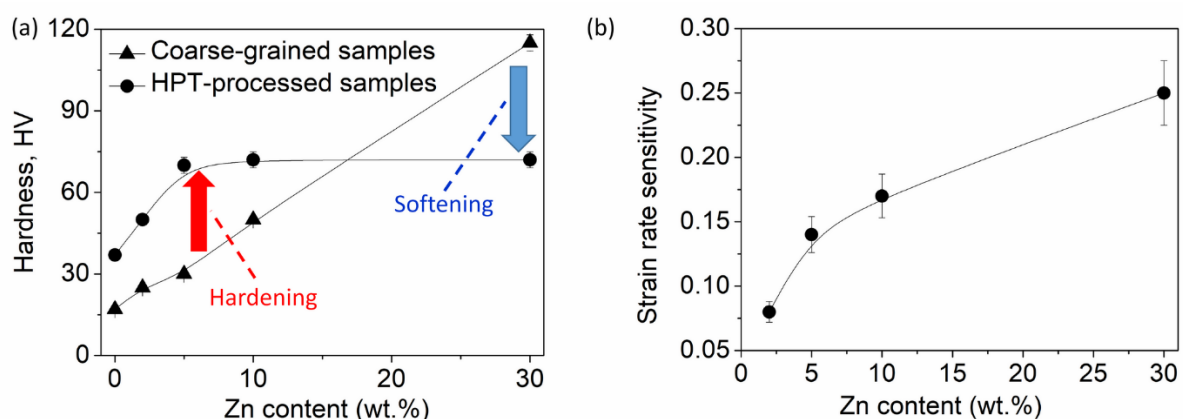 (a)
Hardness, HV
120
90
60
30
0
Coarse-grained samples
HPT-processed samples
Softening
Hardening
0 10 20 30
Zn content (wt.%)
(b)
Strain rate sensitivity
0.30
0.25
0.20
0.15
0.10
0.05
0 5 10 15 20 25 30
Zn content (wt.%)